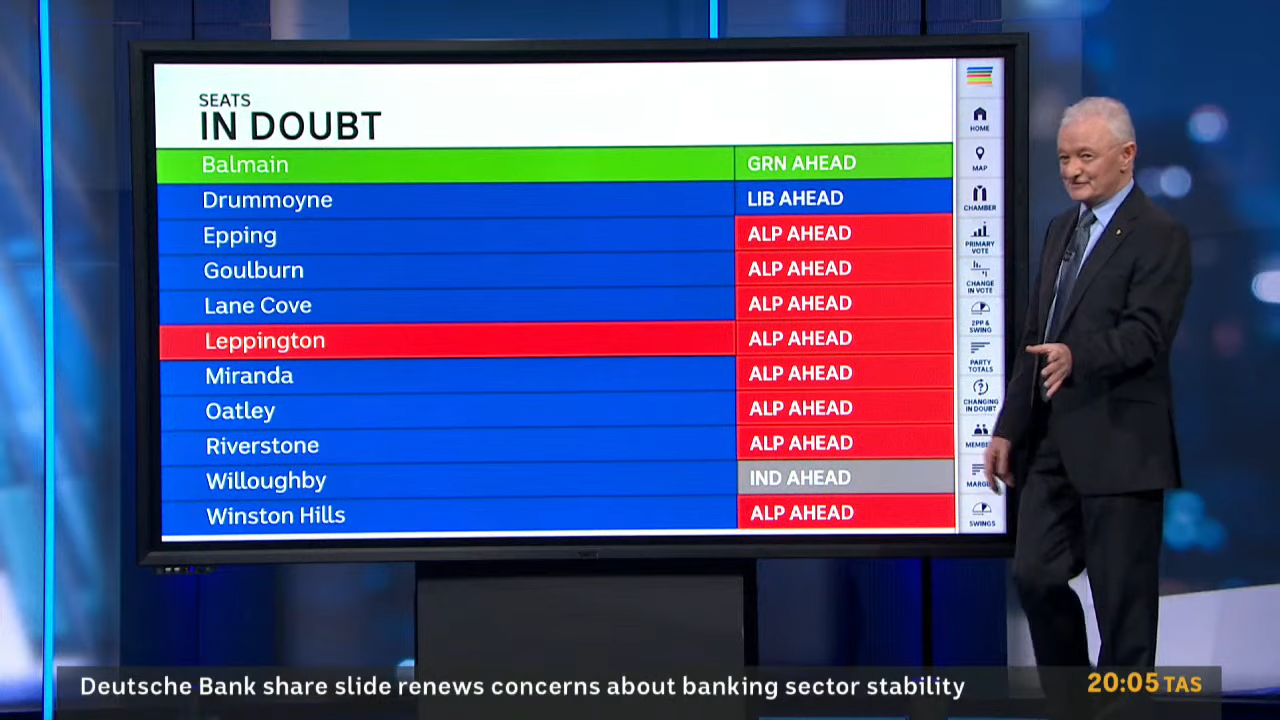 SEATS
IN DOUBT
Balmain GRN AHEAD
Drummoyne LIB AHEAD
Epping ALP AHEAD
Goulburn ALP AHEAD
Lane Cove ALP AHEAD
Leppington ALP AHEAD
Miranda ALP AHEAD
Oatley ALP AHEAD
Riverstone ALP AHEAD
Willoughby IND AHEAD
Winston Hills ALP AHEAD
HOME
MAP
CHAMBER
PRIMARY
VOTE
CHANGE
IN VOTE
2PP &
SWING
PARTY
TOTALS
CHANGING
IN DOUBT
SWINGS
Deutsche Bank share slide renews concerns about banking sector stability
20:05 TAS